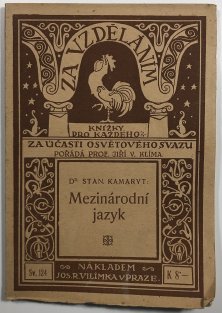 ZA VZDĚLÁNÍM
KNÍŽKY
PRO KAŽDÉHO
ZA ÚČASTI OSVĚTOVÉHO SVAZU
POŘÁDÁ PROF. JIŘÍ V. KLÍMA.
Dr STAN. KAMARÝT:
Mezinárodní
jazyk
Sv. 124
NÁKLADEM
JOS. R. VILÍMKA V PRAZE.
K 8·—